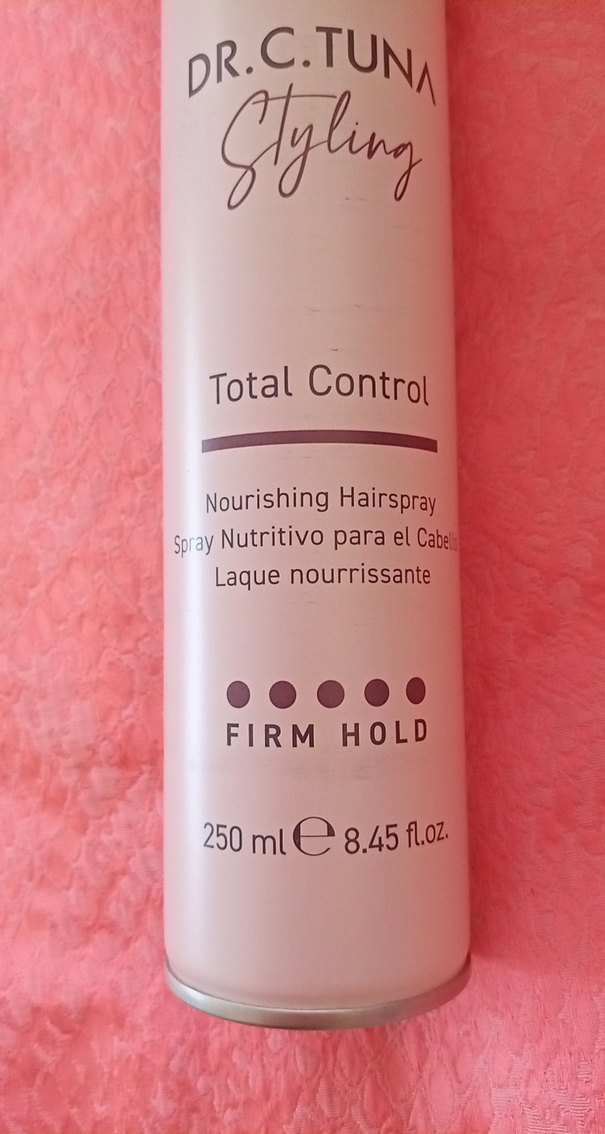 DR.C.TUNA
Styling
Total Control
Nourishing Hairspray
Spray Nutritivo para el Cabello
Laque nourrissante
FIRM HOLD
250 ml ℮ 8.45 fl.oz.